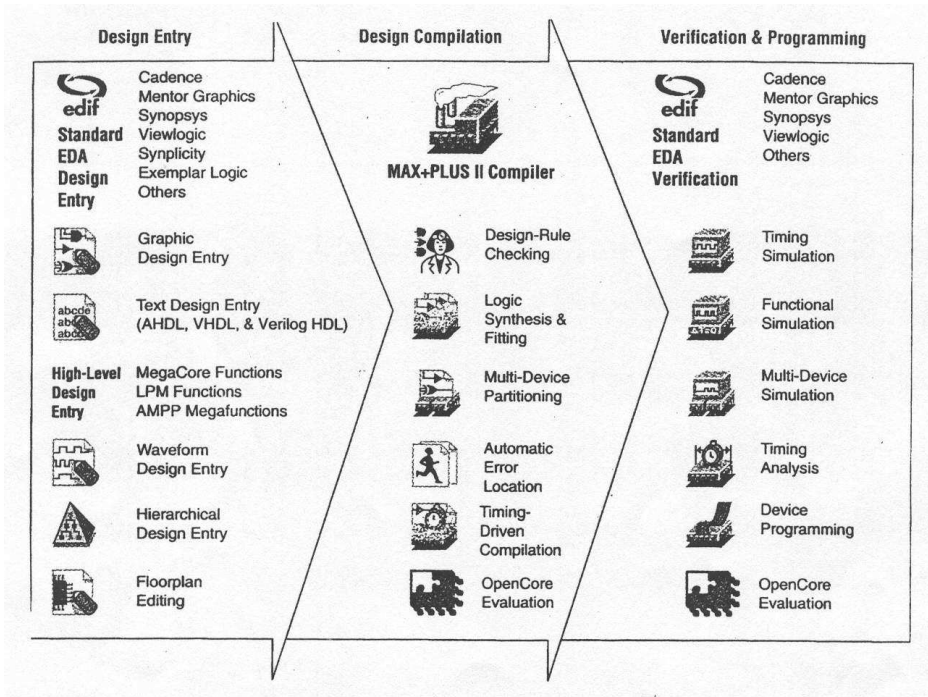 Design Entry
Design Compilation
Verification & Programming
edif
Standard
EDA
Design
Entry
Cadence
Mentor Graphics
Synopsys
Viewlogic
Synplicity
Exemplar Logic
Others
Graphic
Design Entry
abcde
abc
abcde
Text Design Entry
(AHDL, VHDL, & Verilog HDL)
High-Level
Design
Entry
MegaCore Functions
LPM Functions
AMPP Megafunctions
Waveform
Design Entry
Hierarchical
Design Entry
Floorplan
Editing
MAX+PLUS II Compiler
Design-Rule
Checking
Logic
Synthesis &
Fitting
Multi-Device
Partitioning
Automatic
Error
Location
Timing-
Driven
Compilation
OpenCore
Evaluation
edif
Standard
EDA
Verification
Cadence
Mentor Graphics
Synopsys
Viewlogic
Others
Timing
Simulation
Functional
Simulation
Multi-Device
Simulation
Timing
Analysis
Device
Programming
OpenCore
Evaluation